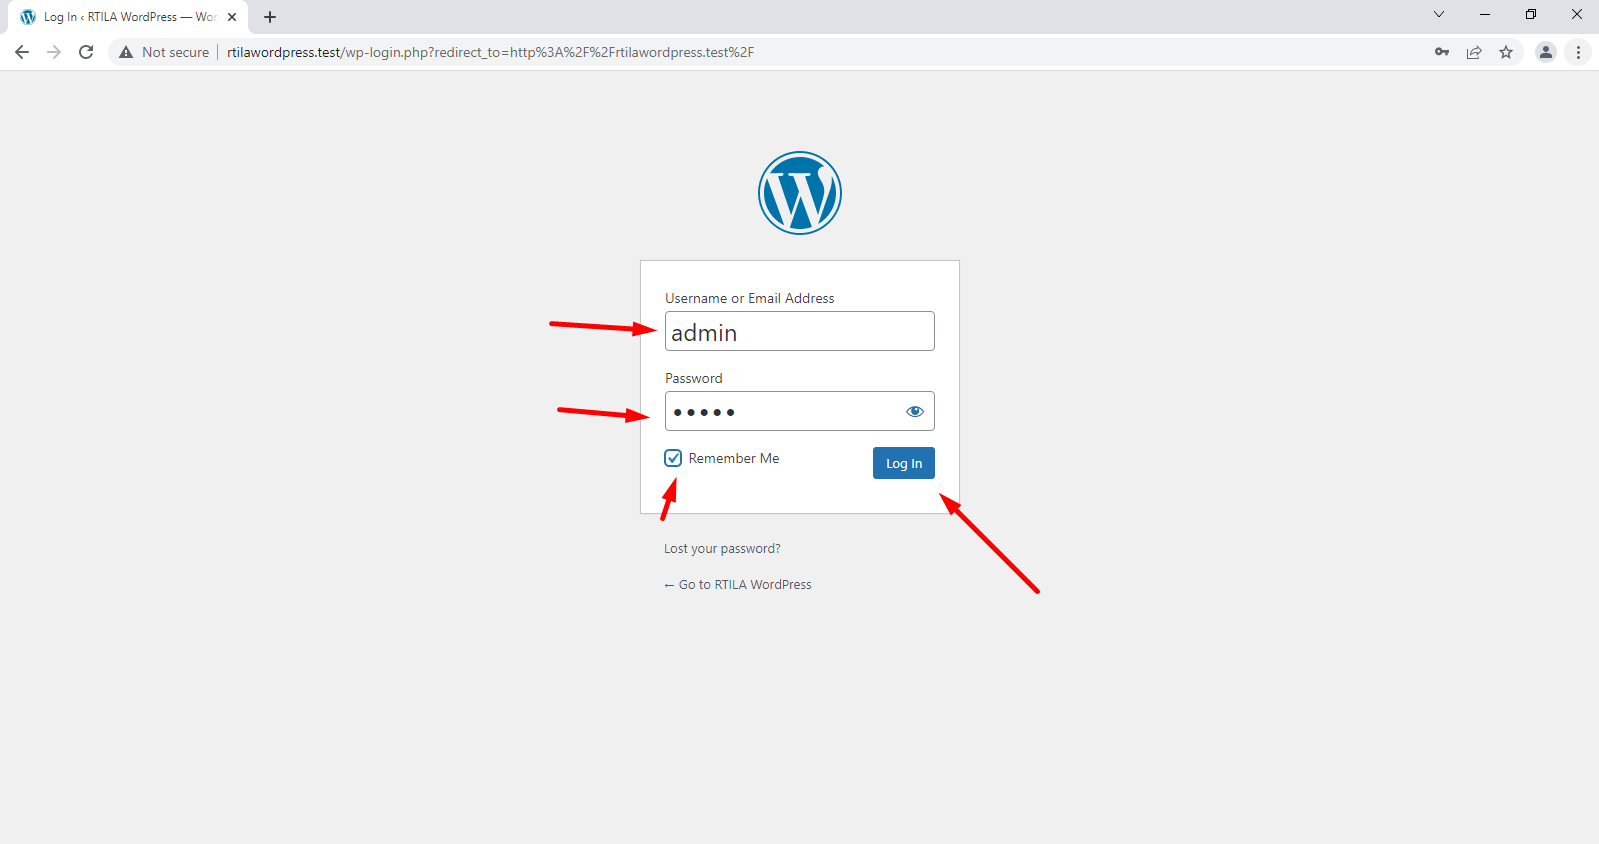 Log In ‹ RTILA WordPress — Wor
Not secure
rtilawordpress.test/wp-login.php?redirect_to=http%3A%2F%2Frtilawordpress.test%2F
Username or Email Address
admin
Password
•••••
Remember Me
Log In
Lost your password?
← Go to RTILA WordPress